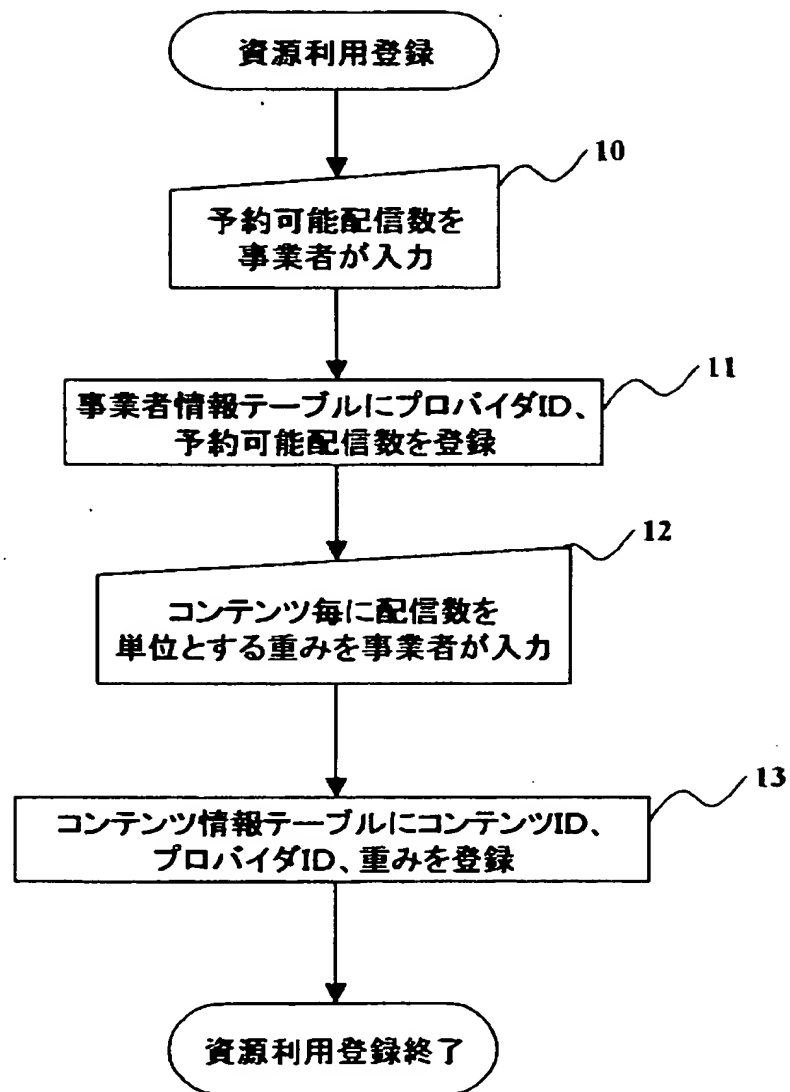 資源利用登録
10
予約可能配信数を
事業者が入力
11
事業者情報テーブルにプロバイダID、
予約可能配信数を登録
12
コンテンツ毎に配信数を
単位とする重みを事業者が入力
13
コンテンツ情報テーブルにコンテンツID、
プロバイダID、重みを登録
資源利用登録終了